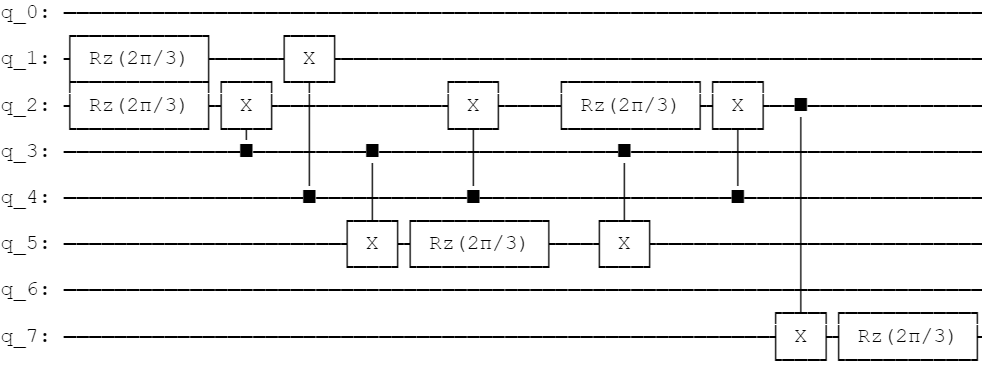 q_0:
q_1: Rz(2π/3) X
q_2: Rz(2π/3) X X Rz(2π/3) X
q_3:
q_4:
q_5: X Rz(2π/3) X
q_6:
q_7: X Rz(2π/3)